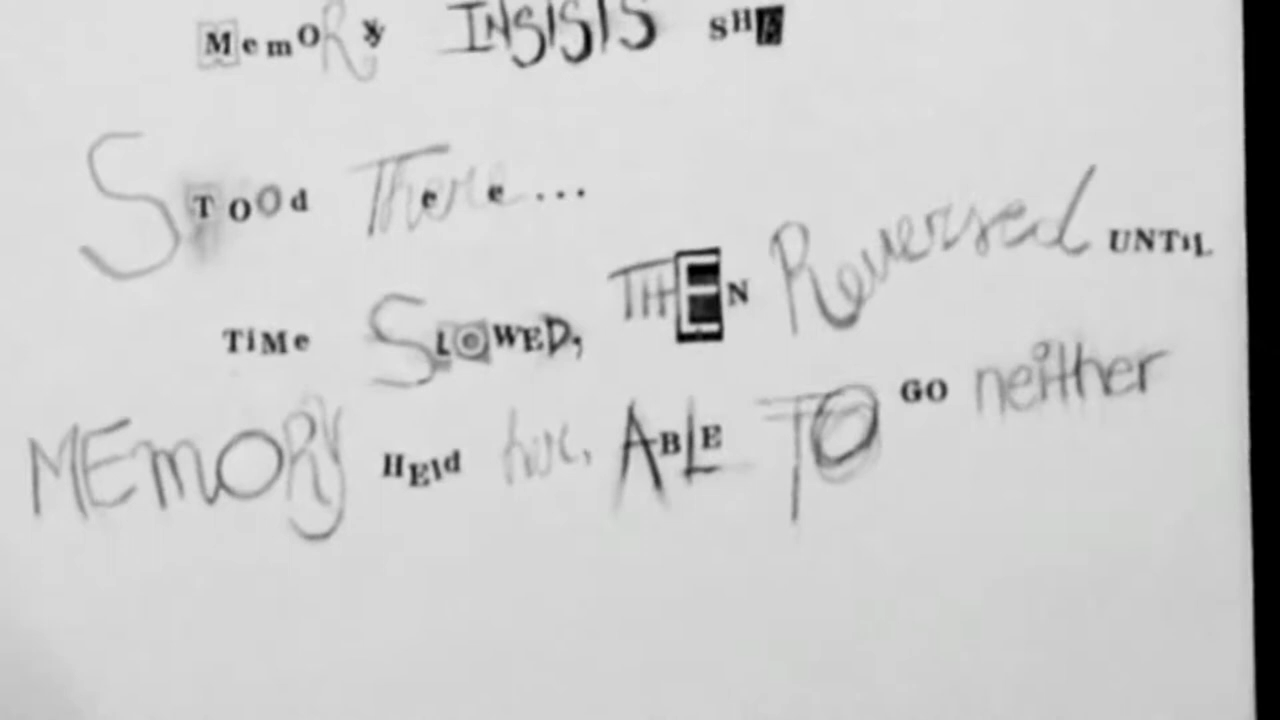 MemORy INSISTS SHE
STOOd There...
TiMe SLOWED, THEN Reversed UNTiL
MEmORY HEld her, ABLE TO GO neither